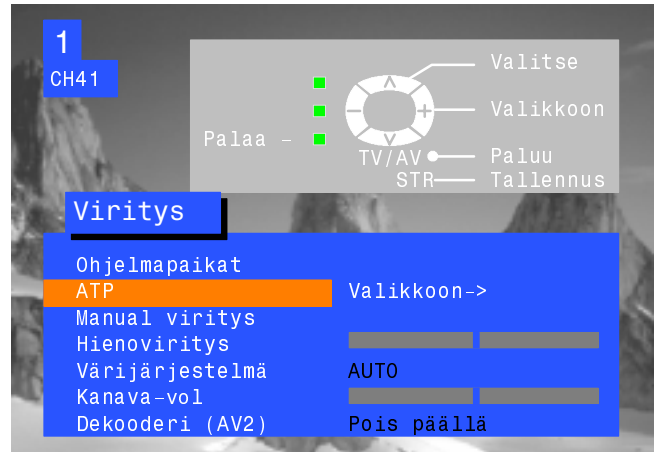 1
CH41
Valitse
Valikkoon
Palaa –
TV/AV Paluu
STR Tallennus
Viritys
Ohjelmapaikat
ATP Valikkoon->
Manual viritys
Hienoviritys
Värijärjestelmä AUTO
Kanava-vol
Dekooderi (AV2) Pois päällä